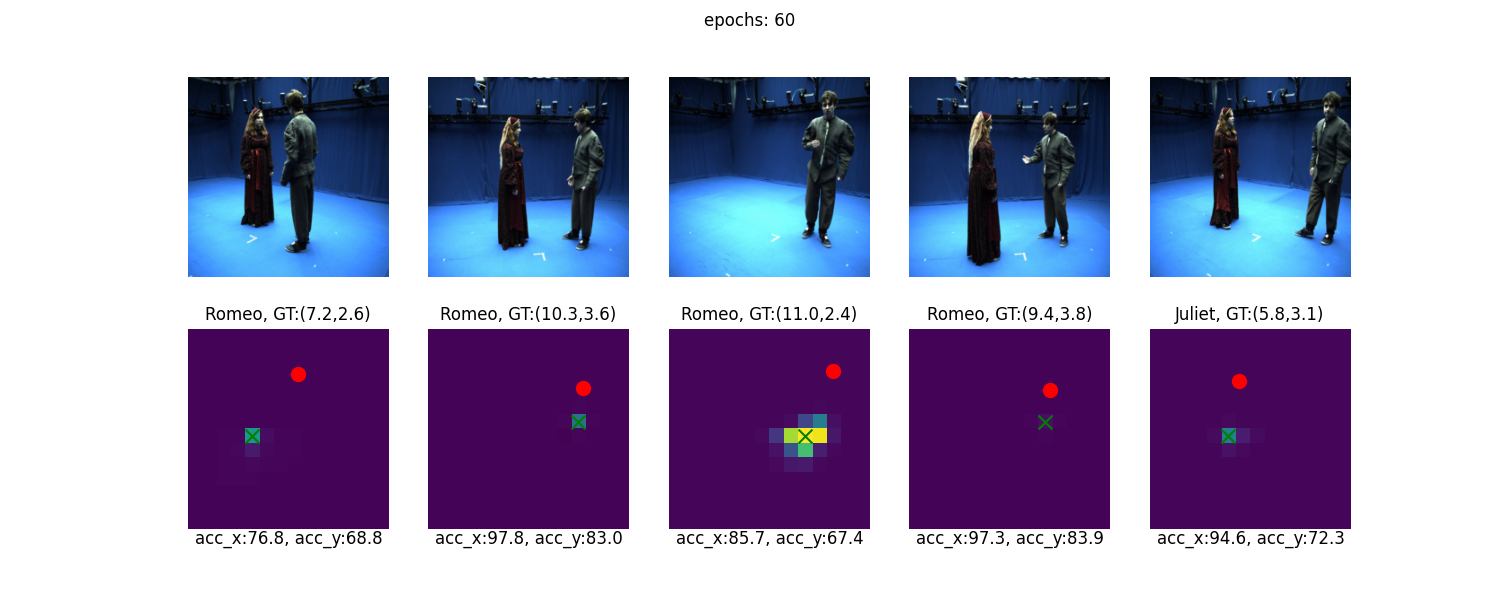 epochs: 60
Romeo, GT:(7.2,2.6)
Romeo, GT:(10.3,3.6)
Romeo, GT:(11.0,2.4)
Romeo, GT:(9.4,3.8)
Juliet, GT:(5.8,3.1)
acc_x:76.8, acc_y:68.8
acc_x:97.8, acc_y:83.0
acc_x:85.7, acc_y:67.4
acc_x:97.3, acc_y:83.9
acc_x:94.6, acc_y:72.3